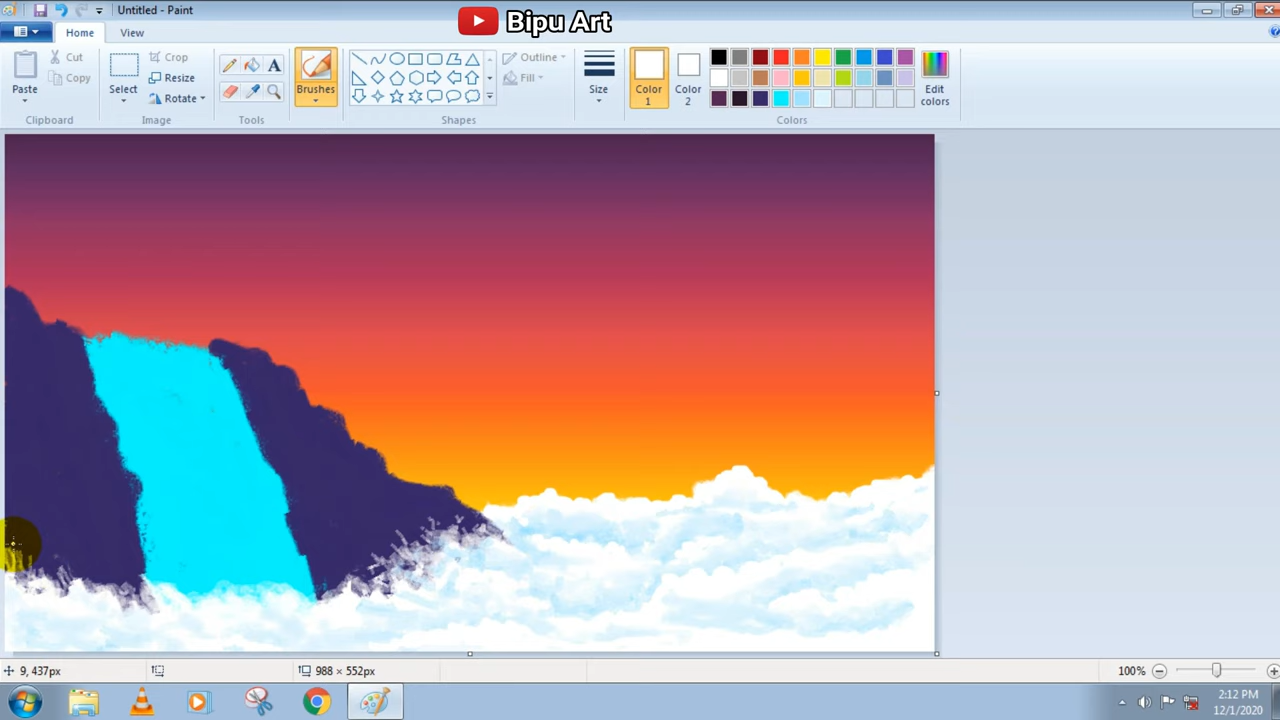 Untitled - Paint
Bipu Art
Home
View
Paste
Cut
Copy
Clipboard
Select
Crop
Resize
Rotate
Image
A
Tools
Brushes
Outline
Fill
Shapes
Size
Color 1
Color 2
Edit colors
Colors
9, 437px
988 × 552px
100%
2:12 PM
12/1/2020